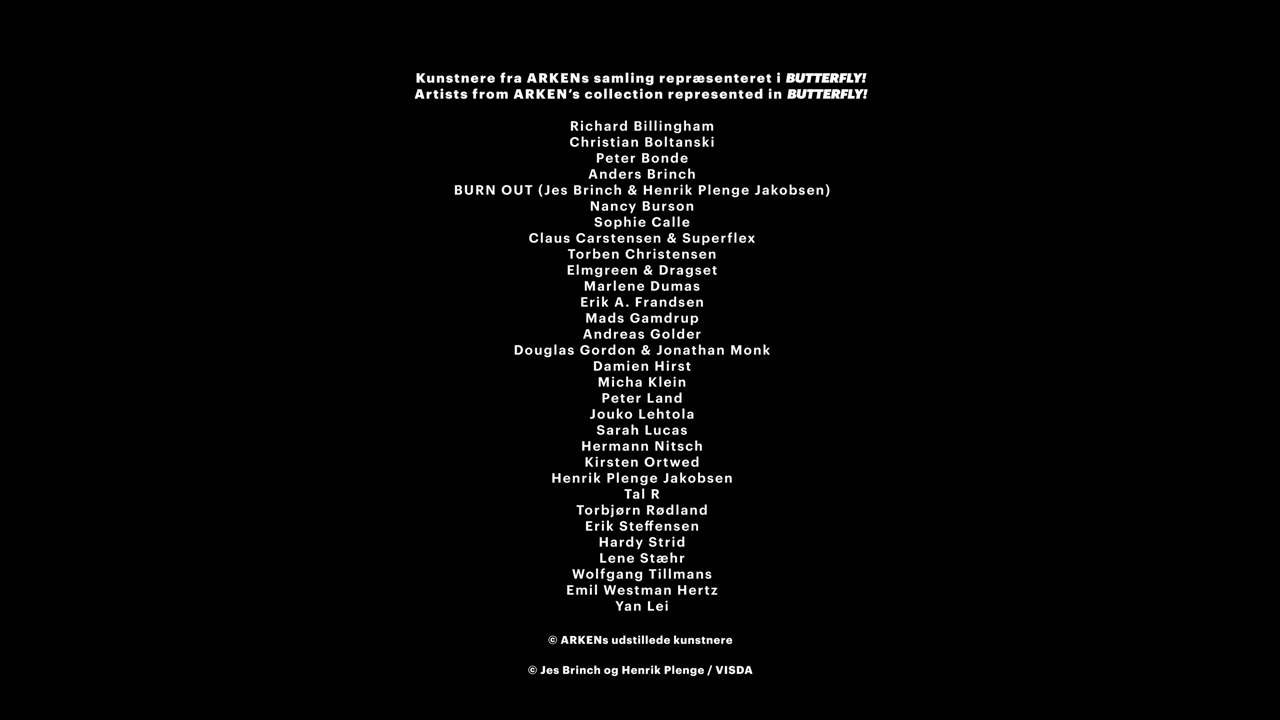 Kunstnere fra ARKENs samling repræsenteret i BUTTERFLY!
Artists from ARKEN’s collection represented in BUTTERFLY!
Richard Billingham
Christian Boltanski
Peter Bonde
Anders Brinch
BURN OUT (Jes Brinch & Henrik Plenge Jakobsen)
Nancy Burson
Sophie Calle
Claus Carstensen & Superflex
Torben Christensen
Elmgreen & Dragset
Marlene Dumas
Erik A. Frandsen
Mads Gamdrup
Andreas Golder
Douglas Gordon & Jonathan Monk
Damien Hirst
Micha Klein
Peter Land
Jouko Lehtola
Sarah Lucas
Hermann Nitsch
Kirsten Ortwed
Henrik Plenge Jakobsen
Tal R
Torbjørn Rødland
Erik Steffensen
Hardy Strid
Lene Stæhr
Wolfgang Tillmans
Emil Westman Hertz
Yan Lei
© ARKENs udstillede kunstnere
© Jes Brinch og Henrik Plenge / VISDA